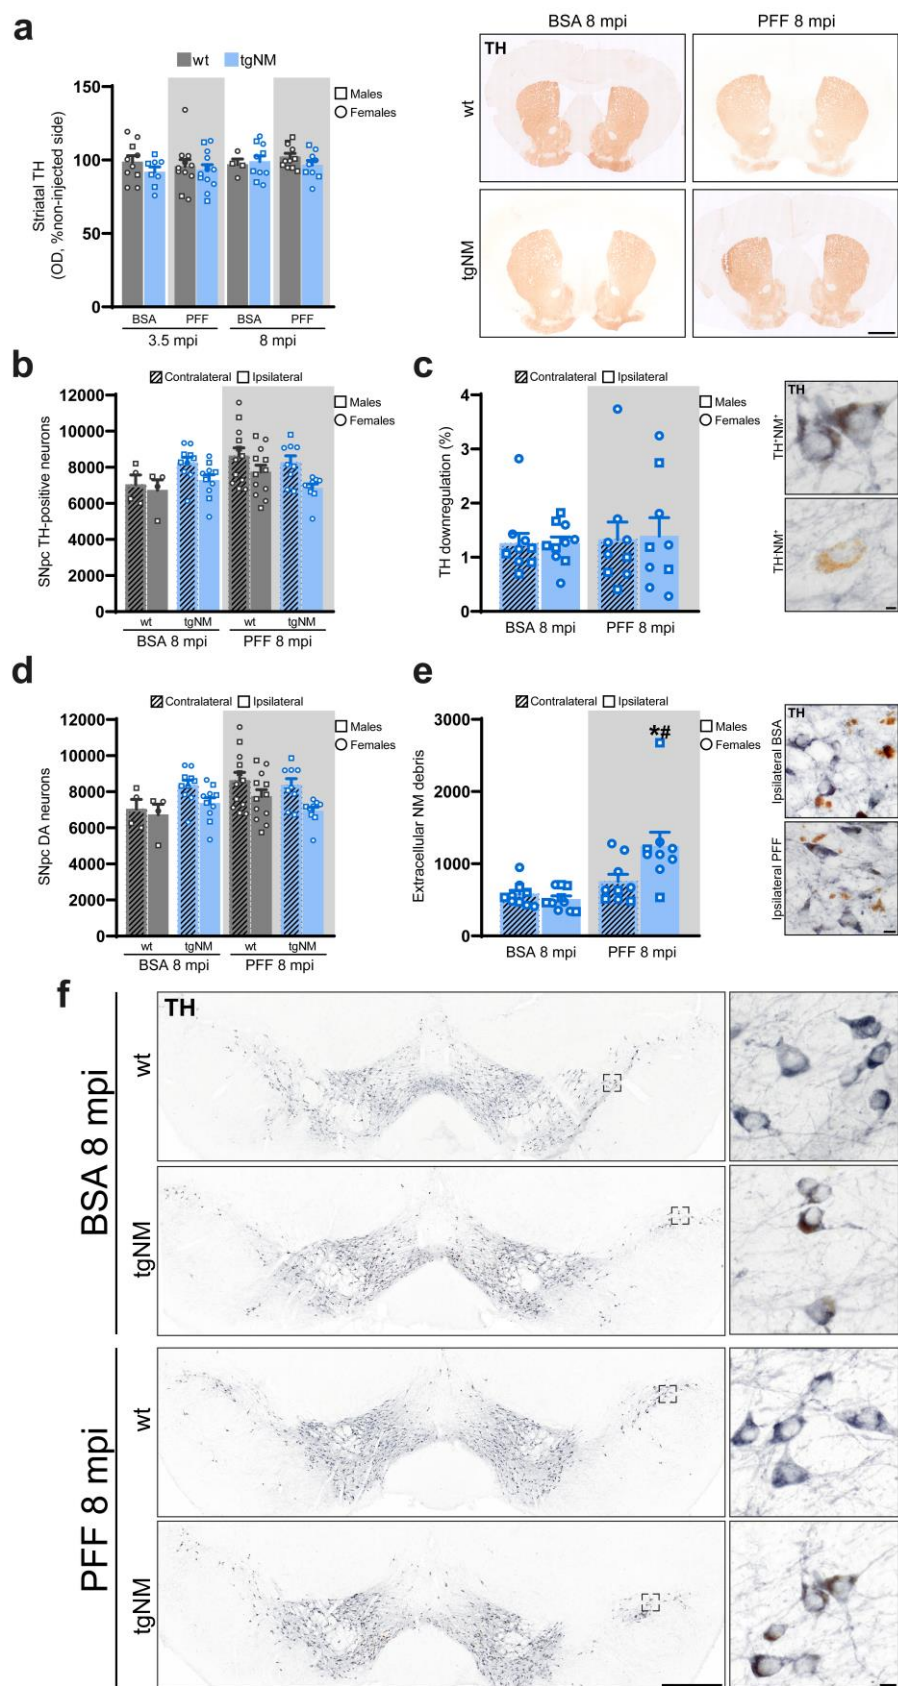 a
wt tgNM
Males
Females
Striatal TH
(OD, %non-injected side)
150
100
50
0
BSA PFF BSA PFF
3.5 mpi 8 mpi
BSA 8 mpi PFF 8 mpi
TH
wt
tgNM
b
Contralateral Ipsilateral
Males
Females
SNpc TH-positive neurons
12000
10000
8000
6000
4000
2000
0
wt tgNM wt tgNM
BSA 8 mpi PFF 8 mpi
c
Contralateral Ipsilateral
Males
Females
TH downregulation (%)
4
3
2
1
0
BSA 8 mpi PFF 8 mpi
TH
TH⁺NM⁺
TH⁻NM⁺
d
Contralateral Ipsilateral
Males
Females
SNpc DA neurons
12000
10000
8000
6000
4000
2000
0
wt tgNM wt tgNM
BSA 8 mpi PFF 8 mpi
e
Contralateral Ipsilateral
Males
Females
Extracellular NM debris
3000
2000
1000
0
*#
BSA 8 mpi PFF 8 mpi
TH
Ipsilateral BSA
Ipsilateral PFF
f
TH
BSA 8 mpi
wt
tgNM
PFF 8 mpi
wt
tgNM